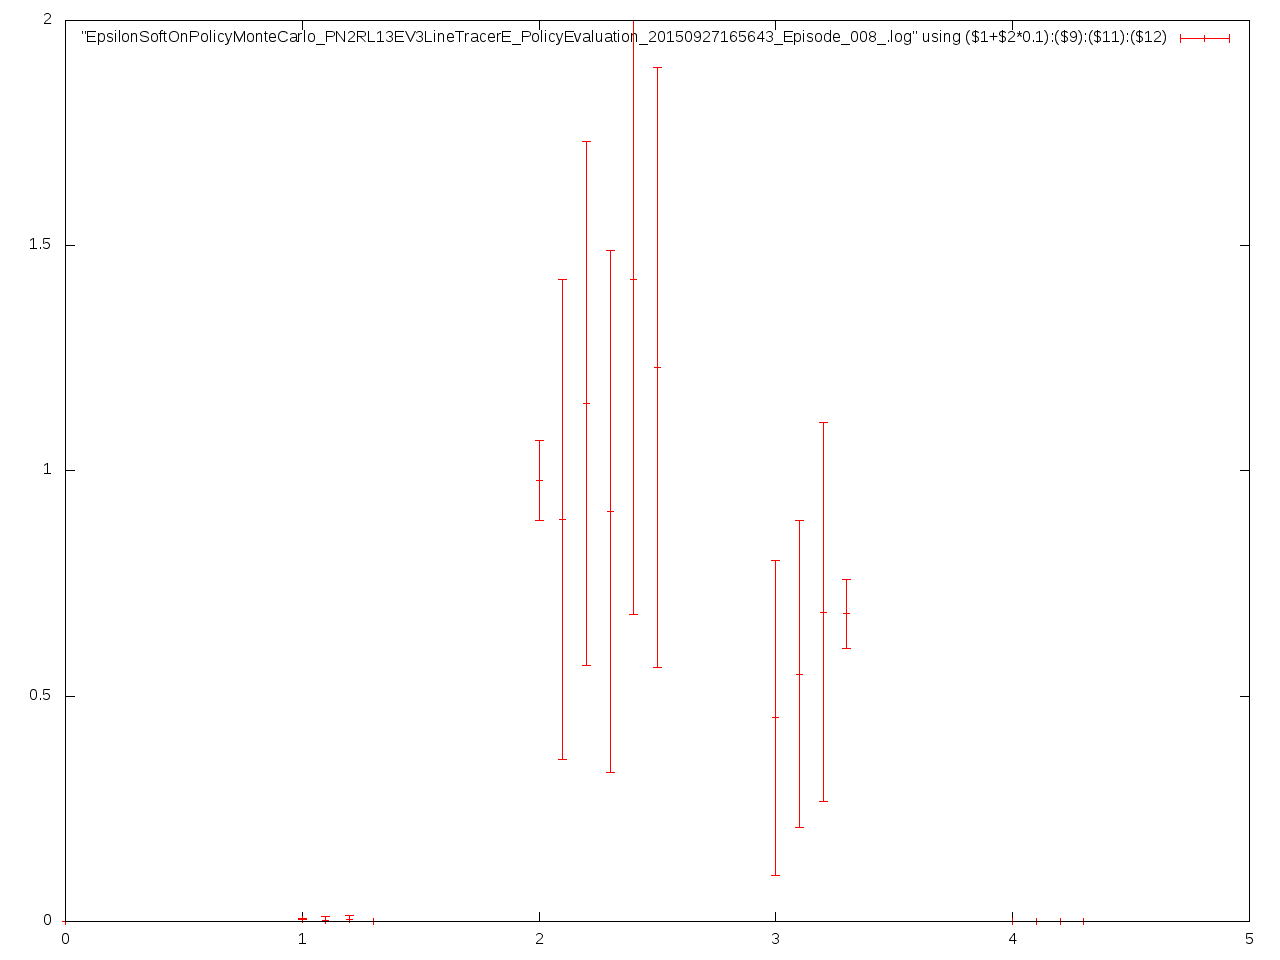 2
"EpsilonSoftOnPolicyMonteCarlo_PN2RL13EV3LineTracerE_PolicyEvaluation_20150927165643_Episode_008_.log" using ($1+$2*0.1):($9):($11):($12)
1.5
1
0.5
0
0 1 2 3 4 5